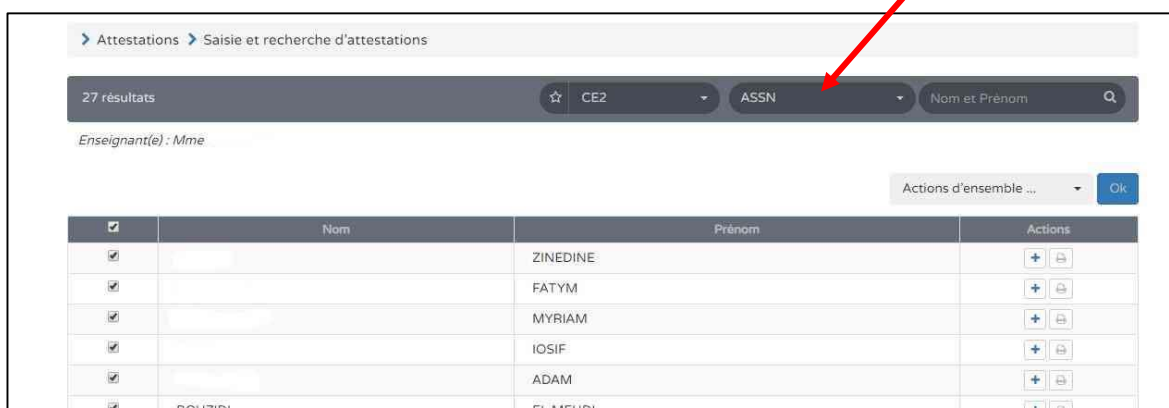 Attestations Saisie et recherche d'attestations
27 résultats CE2 ASSN Nom et Prénom
Enseignant(e) : Mme
Actions d'ensemble ... Ok
Nom Prénom Actions
ZINEDINE
FATYM
MYRIAM
IOSIF
ADAM